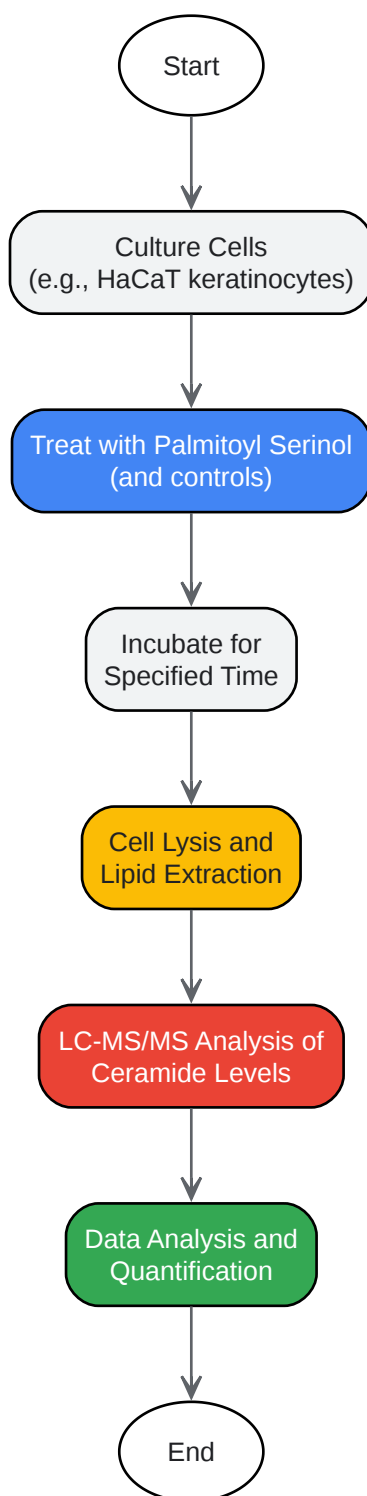 Start
Culture Cells
(e.g., HaCaT keratinocytes)
Treat with Palmitoyl Serinol
(and controls)
Incubate for
Specified Time
Cell Lysis and
Lipid Extraction
LC-MS/MS Analysis of
Ceramide Levels
Data Analysis and
Quantification
End